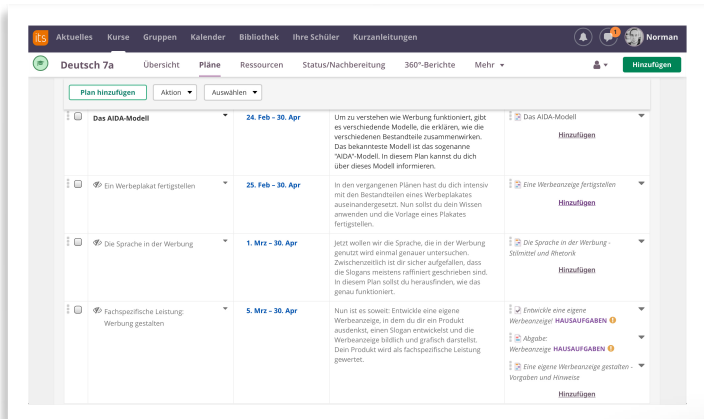 its Aktuelles Kurse Gruppen Kalender Bibliothek Ihre Schüler Kurzanleitungen 1 Norman
Deutsch 7a Übersicht Pläne Ressourcen Status/Nachbereitung 360°-Berichte Mehr Hinzufügen
Plan hinzufügen Aktion Auswählen
Das AIDA-Modell
24. Feb – 30. Apr
Um zu verstehen wie Werbung funktioniert, gibt
es verschiedene Modelle, die erklären, wie die
verschiedenen Bestandteile zusammenwirken.
Das bekannteste Modell ist das sogenannte
"AIDA"-Modell. In diesem Plan kannst du dich
über dieses Modell informieren.
Das AIDA-Modell
Hinzufügen
Ein Werbeplakat fertigstellen
25. Feb – 30. Apr
In den vergangenen Plänen hast du dich intensiv
mit den Bestandteilen eines Werbeplakates
auseinandergesetzt. Nun sollst du dein Wissen
anwenden und die Vorlage eines Plakates
fertigstellen.
Eine Werbeanzeige fertigstellen
Hinzufügen
Die Sprache in der Werbung
1. Mrz – 30. Apr
Jetzt wollen wir die Sprache, die in der Werbung
genutzt wird einmal genauer untersuchen.
Zwischenzeitlich ist dir sicher aufgefallen, dass
die Slogans meistens raffiniert geschrieben sind.
In diesem Plan sollst du herausfinden, wie das
genau funktioniert.
Die Sprache in der Werbung -
Stilmittel und Rhetorik
Hinzufügen
Fachspezifische Leistung:
Werbung gestalten
5. Mrz – 30. Apr
Nun ist es soweit: Entwickle eine eigene
Werbeanzeige, in dem du dir ein Produkt
ausdenkst, einen Slogan entwickelst und die
Werbeanzeige bildlich und grafisch darstellst.
Dein Produkt wird als fachspezifische Leistung
gewertet.
Entwickle eine eigene
Werbeanzeige! HAUSAUFGABEN
Abgabe:
Werbeanzeige HAUSAUFGABEN
Eine eigene Werbeanzeige gestalten -
Vorgaben und Hinweise
Hinzufügen